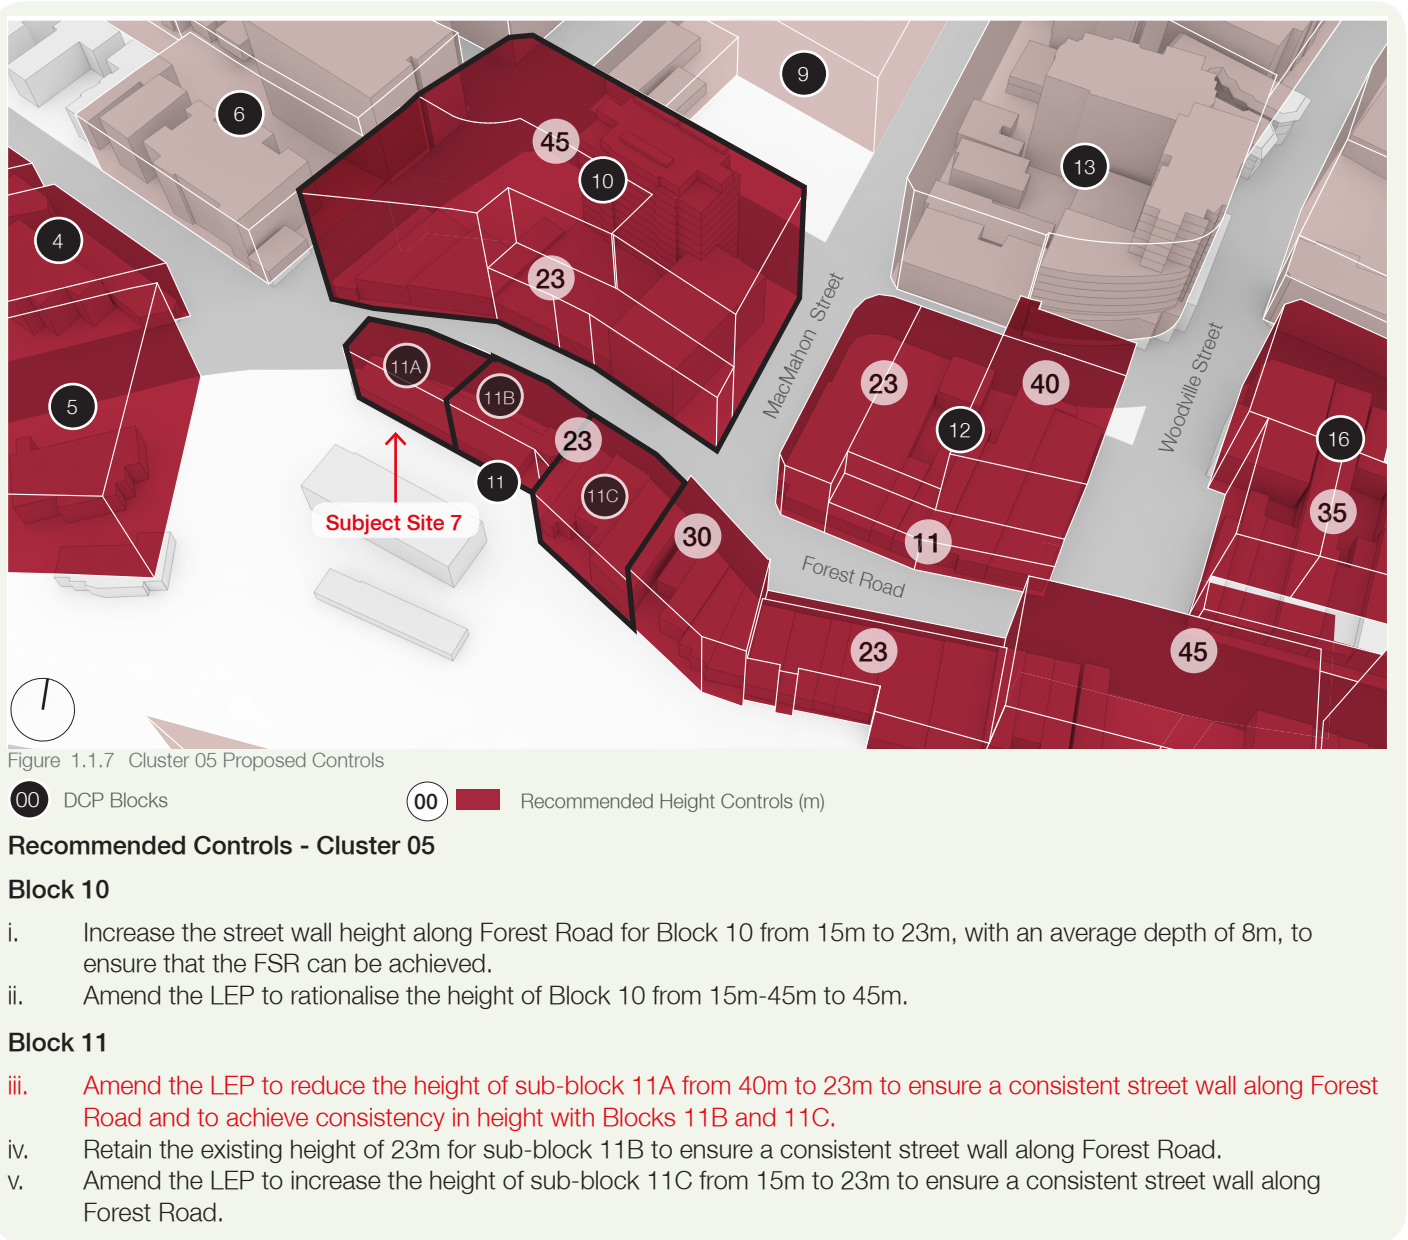 6
9
45
10
13
4
23
MacMahon Street
Woodville Street
11A
23
40
5
11B
12
23
16
11
11C
Subject Site 7
35
30
11
Forest Road
23
45
Figure 1.1.7 Cluster 05 Proposed Controls
00 DCP Blocks
00 Recommended Height Controls (m)
Recommended Controls - Cluster 05
Block 10
i. Increase the street wall height along Forest Road for Block 10 from 15m to 23m, with an average depth of 8m, to
ensure that the FSR can be achieved.
ii. Amend the LEP to rationalise the height of Block 10 from 15m-45m to 45m.
Block 11
iii. Amend the LEP to reduce the height of sub-block 11A from 40m to 23m to ensure a consistent street wall along Forest
Road and to achieve consistency in height with Blocks 11B and 11C.
iv. Retain the existing height of 23m for sub-block 11B to ensure a consistent street wall along Forest Road.
v. Amend the LEP to increase the height of sub-block 11C from 15m to 23m to ensure a consistent street wall along
Forest Road.